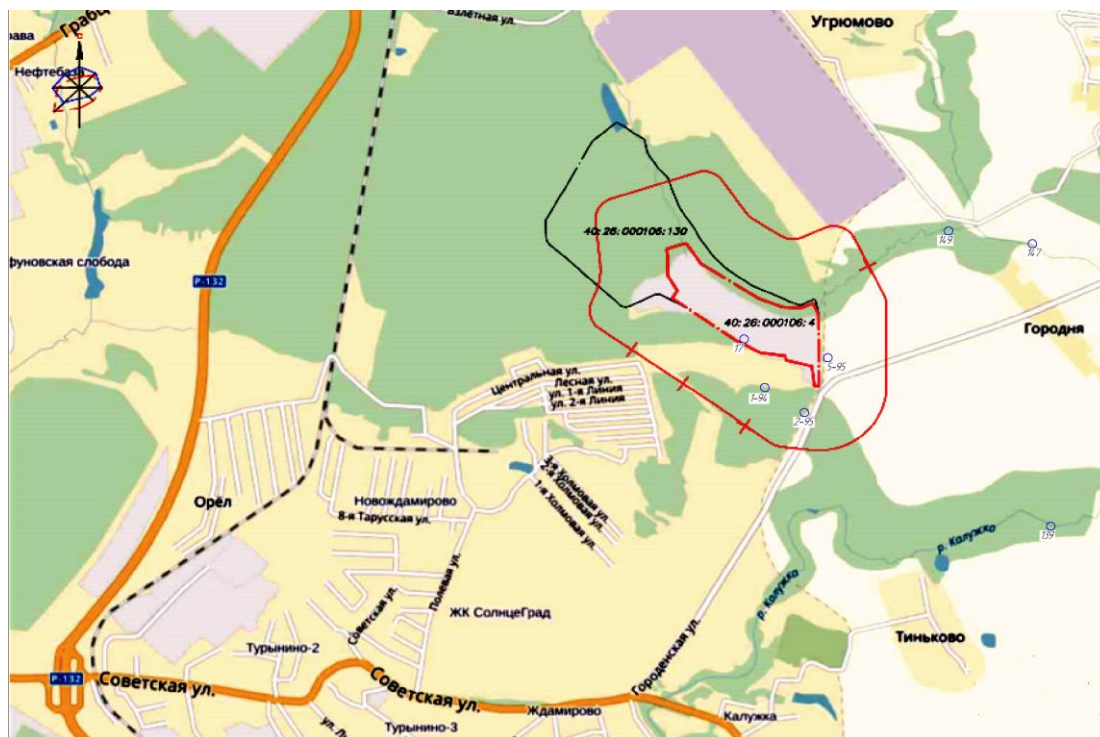 Грабц
Взлётная ул.
Угрюмово
рава
с
Нефтебаза
149
147
40:26:000106:130
фуновская слобода
Р-132
40:26:000106:4
Городня
17
5-95
Центральная ул.
Лесная ул.
ул. 1-я Линия
ул. 2-я Линия
1-94
2-95
3-я Холмовая ул.
2-я Холмовая ул.
1-я Холмовая ул.
Орёл
Новождамирово
8-я Тарусская ул.
р. Калужка
139
р. Калужка
Полевая ул.
Советская ул.
ЖК СолнцеГрад
Тиньково
Турынино-2
Городенская ул.
Р-132
Советская ул.
Советская ул.
Ждамирово
Калужка
Турынино-3
ул. Л